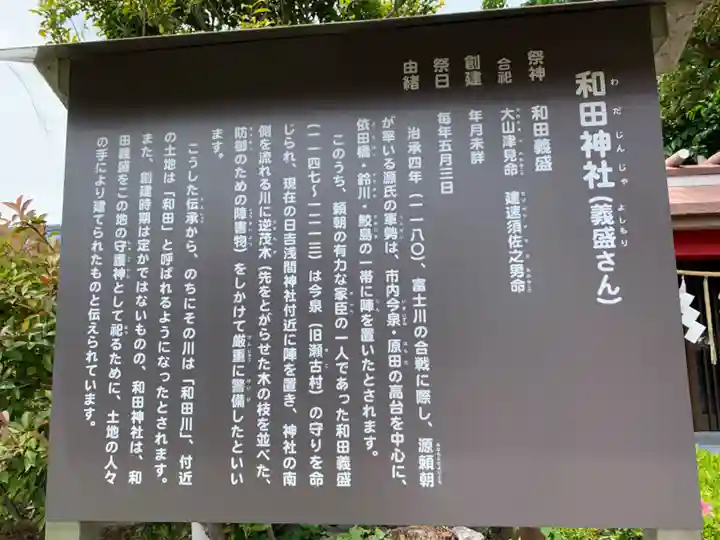 和田神社(義盛さん)
祭神 和田義盛
合祀 大山津見命 建速須佐之男命
創建 年月未詳
祭日 毎年五月三日
由緒
治承四年(一一八〇)、富士川の合戦に際し、源頼朝
が率いる源氏の軍勢は、市内今泉・原田の高台を中心に、
依田橋・鈴川・鮫島の一帯に陣を置いたとされます。
このうち、頼朝の有力な家臣の一人であった和田義盛
(一一四七〜一二一三)は今泉(旧瀬古村)の守りを命
じられ、現在の日吉浅間神社付近に陣を置き、神社の南
側を流れる川に逆茂木(先をとがらせた木の枝を並べた、
防御のための障害物)をしかけて厳重に警備したといい
ます。
こうした伝承から、のちにその川は「和田川」、付近
の土地は「和田」と呼ばれるようになったとされます。
また、創建時期は定かではないものの、和田神社は、和
田義盛をこの地の守護神として祀るために、土地の人々
の手により建てられたものと伝えられています。